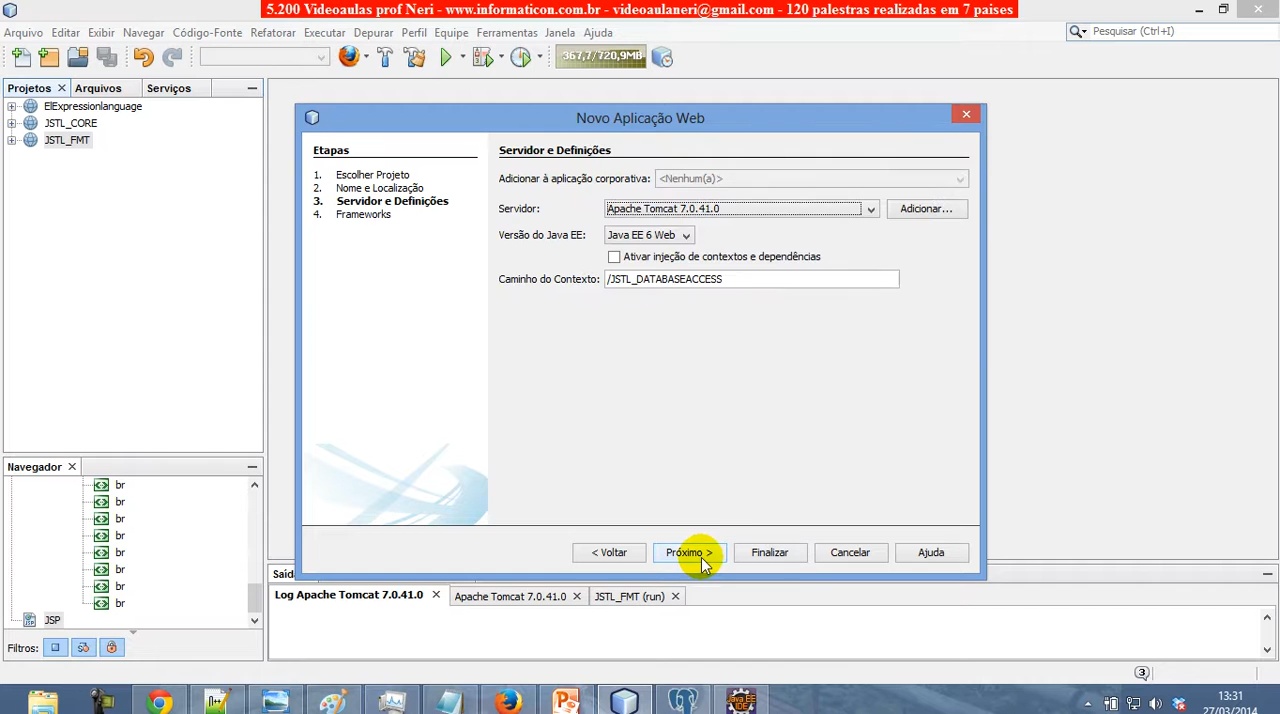 5.200 Videoaulas prof Neri - www.informaticon.com.br - videoaulaneri@gmail.com - 120 palestras realizadas em 7 paises
Arquivo Editar Exibir Navegar Código-Fonte Refatorar Executar Depurar Perfil Equipe Ferramentas Janela Ajuda
Pesquisar (Ctrl+I)
367,7/720,9MB
Projetos Arquivos Serviços
ElExpressionlanguage
JSTL_CORE
JSTL_FMT
Novo Aplicação Web
Etapas
1. Escolher Projeto
2. Nome e Localização
3. Servidor e Definições
4. Frameworks
Servidor e Definições
Adicionar à aplicação corporativa: <Nenhum(a)>
Servidor: Apache Tomcat 7.0.41.0 Adicionar...
Versão do Java EE: Java EE 6 Web
Ativar injeção de contextos e dependências
Caminho do Contexto: /JSTL_DATABASEACCESS
< Voltar Próximo > Finalizar Cancelar Ajuda
Navegador
br
br
br
br
br
br
br
br
JSP
Filtros:
Saíd
Log Apache Tomcat 7.0.41.0 Apache Tomcat 7.0.41.0 JSTL_FMT (run)
3
Java EE
IDE
13:31
27/03/2014